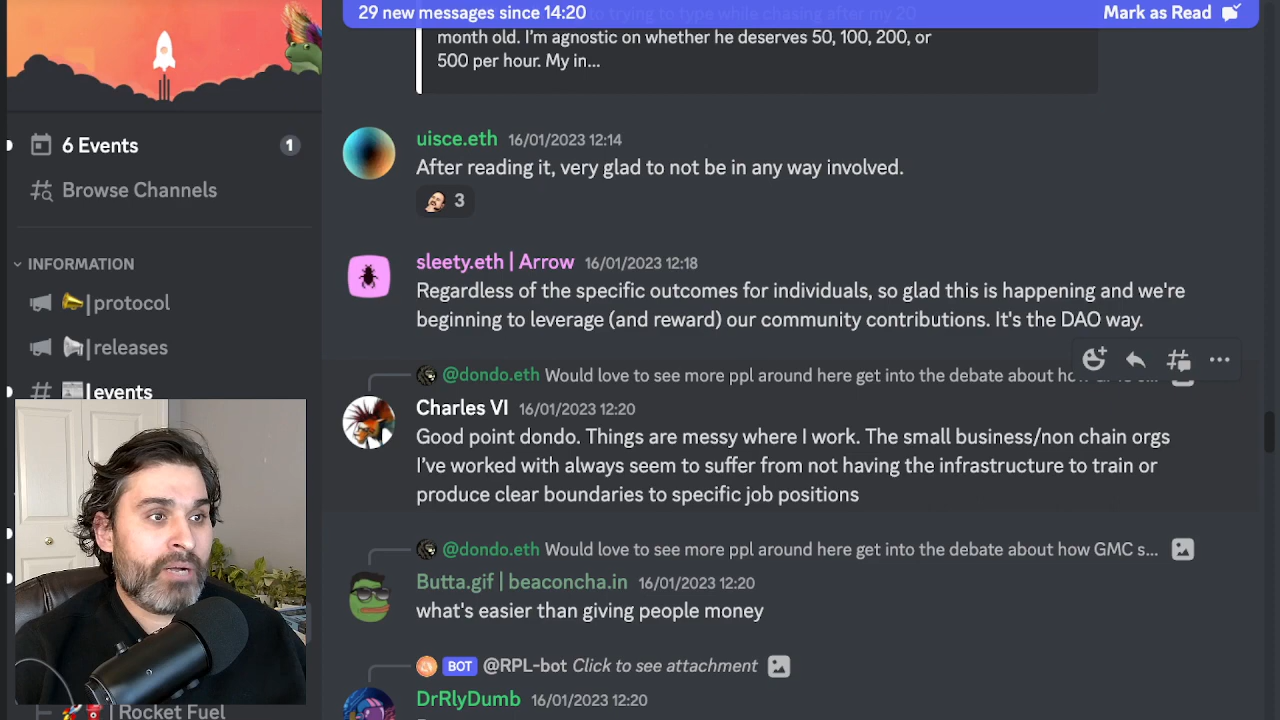 29 new messages since 14:20
Mark as Read
to trying to type while chasing after my 20
month old. I'm agnostic on whether he deserves 50, 100, 200, or
500 per hour. My in...
6 Events
1
Browse Channels
INFORMATION
protocol
releases
events
Rocket Fuel
uisce.eth 16/01/2023 12:14
After reading it, very glad to not be in any way involved.
3
sleety.eth | Arrow 16/01/2023 12:18
Regardless of the specific outcomes for individuals, so glad this is happening and we're
beginning to leverage (and reward) our community contributions. It's the DAO way.
@dondo.eth Would love to see more ppl around here get into the debate about how
Charles VI 16/01/2023 12:20
Good point dondo. Things are messy where I work. The small business/non chain orgs
I've worked with always seem to suffer from not having the infrastructure to train or
produce clear boundaries to specific job positions
@dondo.eth Would love to see more ppl around here get into the debate about how GMC s...
Butta.gif | beaconcha.in 16/01/2023 12:20
what's easier than giving people money
BOT @RPL-bot Click to see attachment
DrRlyDumb 16/01/2023 12:20